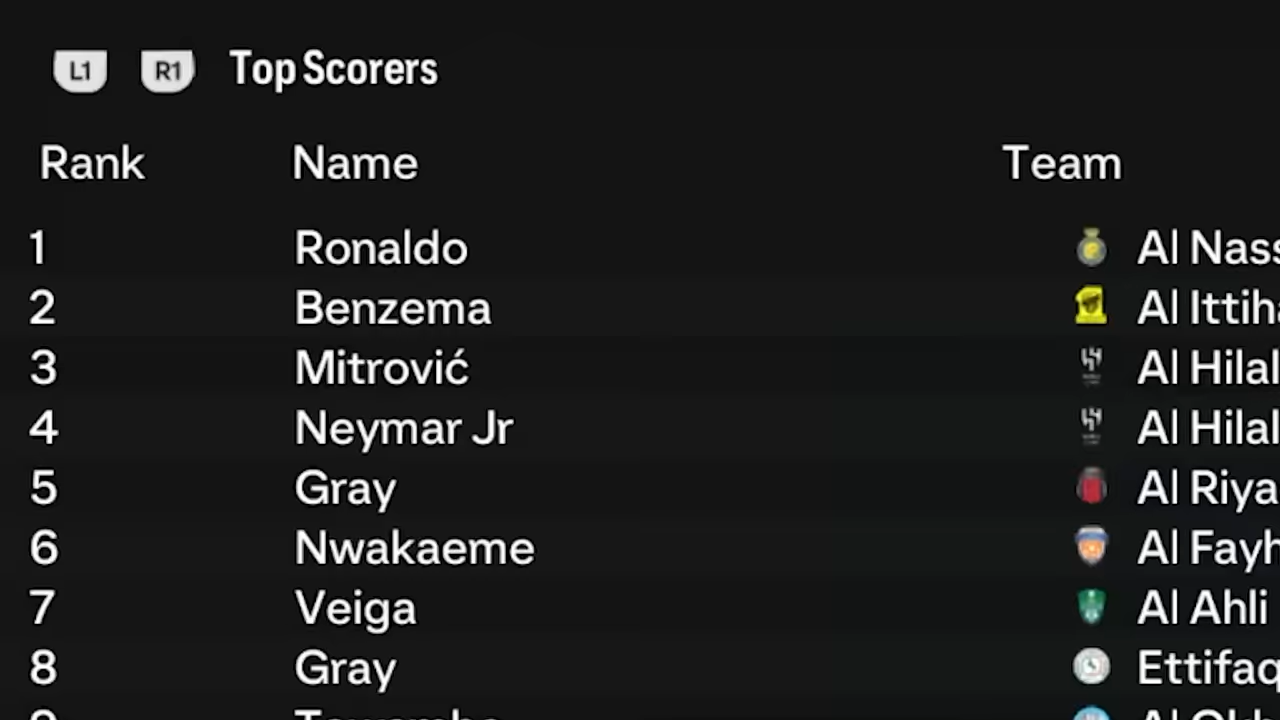 L1 R1 Top Scorers
Rank Name Team
1 Ronaldo Al Nass
2 Benzema Al Ittiha
3 Mitrović Al Hilal
4 Neymar Jr Al Hilal
5 Gray Al Riya
6 Nwakaeme Al Fayh
7 Veiga Al Ahli
8 Gray Ettifaq